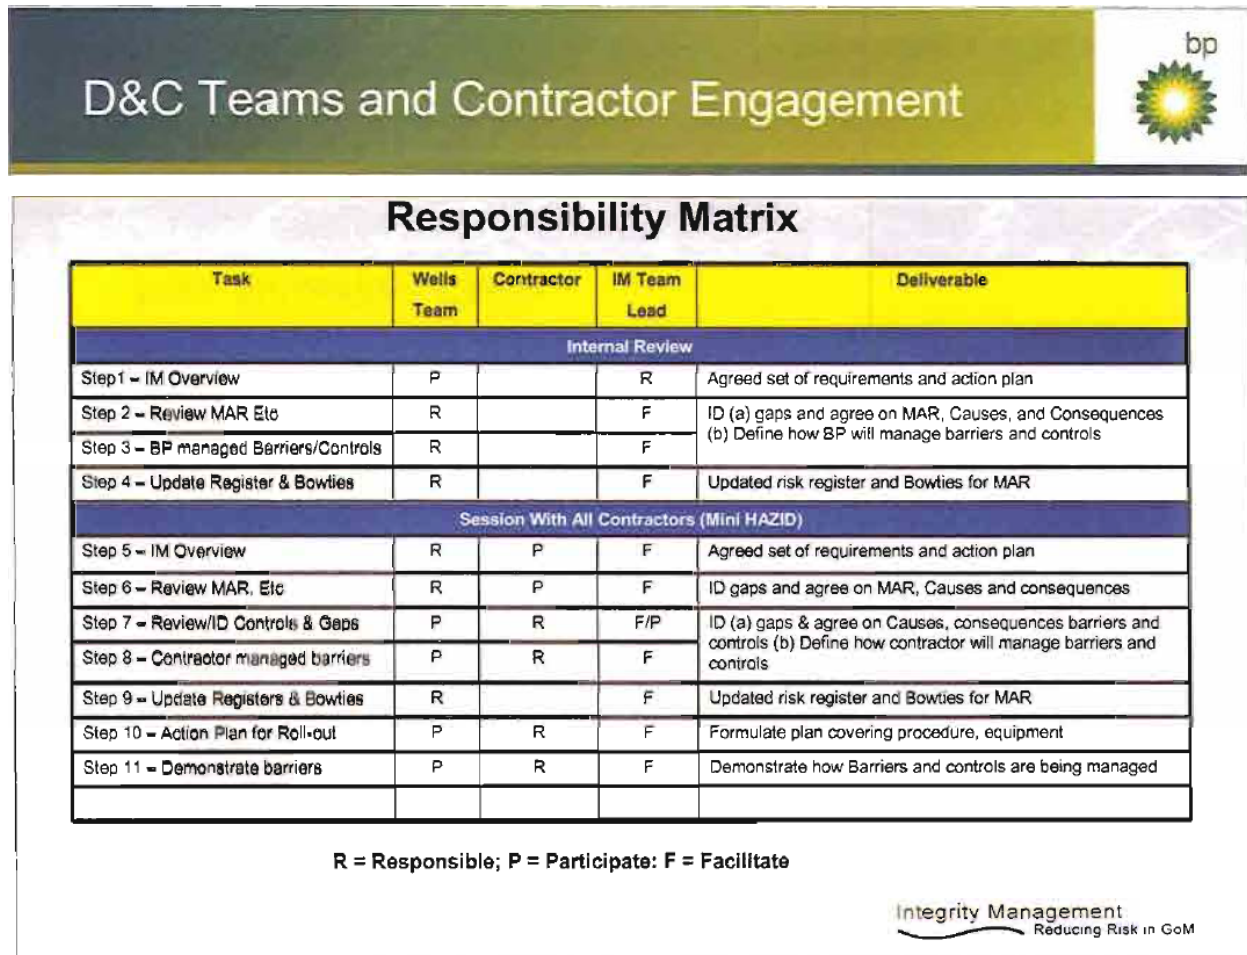 bp
D&C Teams and Contractor Engagement
Responsibility Matrix
Task Wells Contractor IM Team Deliverable
Team Lead
Internal Review
Step1 – IM Overview P R Agreed set of requirements and action plan
Step 2 – Review MAR Etc R F ID (a) gaps and agree on MAR, Causes, and Consequences
(b) Define how BP will manage barriers and controls
Step 3 – BP managed Barriers/Controls R F
Step 4 – Update Register & Bowties R F Updated risk register and Bowties for MAR
Session With All Contractors (Mini HAZID)
Step 5 – IM Overview R P F Agreed set of requirements and action plan
Step 6 – Review MAR, Etc R P F ID gaps and agree on MAR, Causes and consequences
Step 7 – Review/ID Controls & Gaps P R F/P ID (a) gaps & agree on Causes, consequences barriers and
controls (b) Define how contractor will manage barriers and
Step 8 – Contractor managed barriers P R F controls
Step 9 – Update Registers & Bowties R F Updated risk register and Bowties for MAR
Step 10 – Action Plan for Roll-out P R F Formulate plan covering procedure, equipment
Step 11 – Demonstrate barriers P R F Demonstrate how Barriers and controls are being managed
R = Responsible; P = Participate: F = Facilitate
Integrity Management
Reducing Risk in GoM